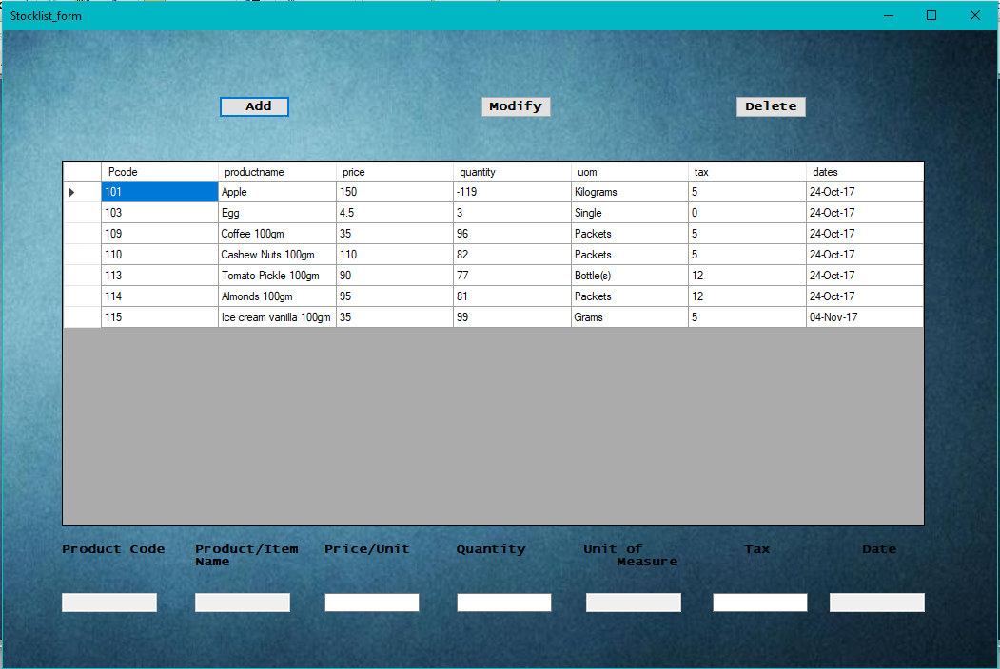 Stocklist_form
Add Modify Delete
Pcode productname price quantity uom tax dates
101 Apple 150 -119 Kilograms 5 24-Oct-17
103 Egg 4.5 3 Single 0 24-Oct-17
109 Coffee 100gm 35 96 Packets 5 24-Oct-17
110 Cashew Nuts 100gm 110 82 Packets 5 24-Oct-17
113 Tomato Pickle 100gm 90 77 Bottle(s) 12 24-Oct-17
114 Almonds 100gm 95 81 Packets 12 24-Oct-17
115 Ice cream vanilla 100gm 35 99 Grams 5 04-Nov-17
Product Code Product/Item Price/Unit Quantity Unit of Tax Date
Name Measure